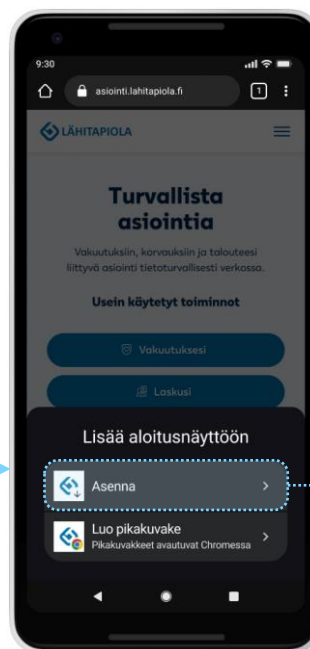 9:30
asiointi.lahitapiola.fi
1
LÄHITAPIOLA
Turvallista
asiointia
Vakuutuksiin, korvauksiin ja talouteesi
liittyvä asiointi tietoturvallisesti verkossa.
Usein käytetyt toiminnot
Vakuutuksesi
Laskusi
Lisää aloitusnäyttöön
Asenna
Luo pikakuvake
Pikakuvakkeet avautuvat Chromessa